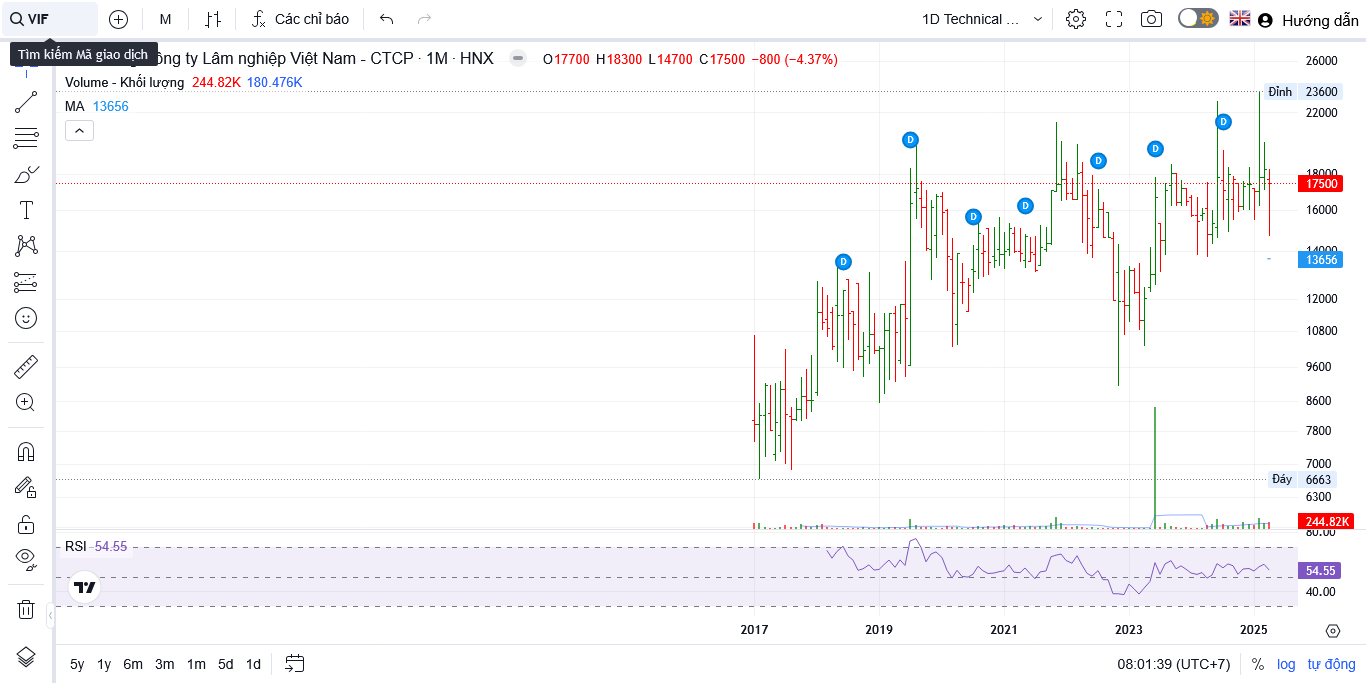 VIF
M
Các chỉ báo
1D Technical ...
Hướng dẫn
Tìm kiếm Mã giao dịch
ông ty Lâm nghiệp Việt Nam - CTCP · 1M · HNX
O17700 H18300 L14700 C17500 −800 (−4.37%)
Volume - Khối lượng 244.82K 180.476K
MA 13656
26000
Đỉnh 23600
22000
18000
17500
16000
14000
13656
12000
10800
9600
8600
7800
7000
Đáy 6663
6300
244.82K
80.00
D
D
D
D
D
D
D
RSI 54.55
54.55
40.00
2017 2019 2021 2023 2025
5y 1y 6m 3m 1m 5d 1d
08:01:39 (UTC+7) % log tự động